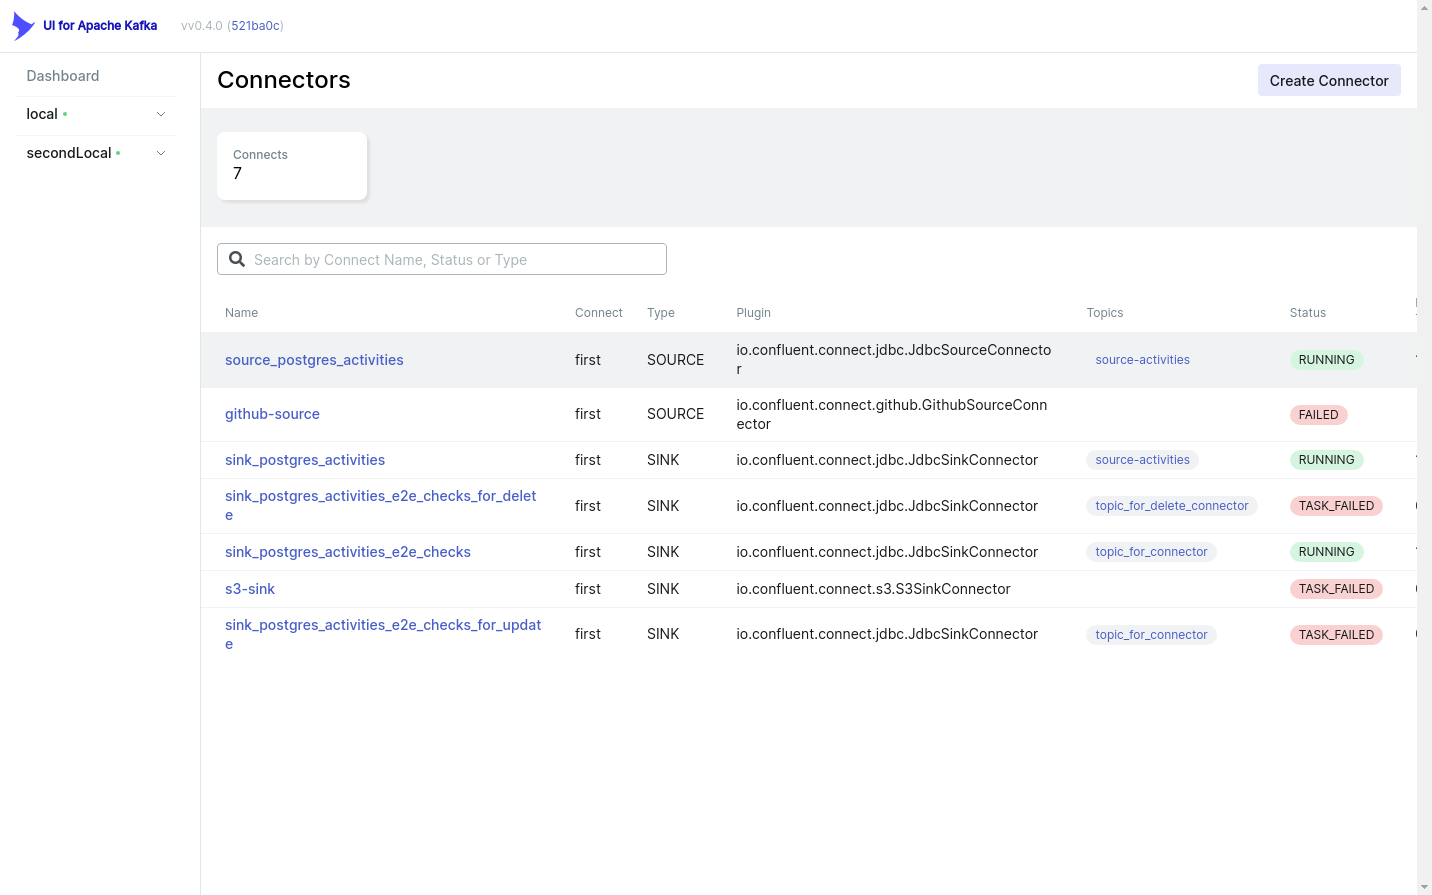 UI for Apache Kafka
vv0.4.0 (521ba0c)
Dashboard
local
secondLocal
Connectors
Create Connector
Connects
7
Search by Connect Name, Status or Type
Name Connect Type Plugin Topics Status
source_postgres_activities first SOURCE io.confluent.connect.jdbc.JdbcSourceConnecto
r source-activities RUNNING
github-source first SOURCE io.confluent.connect.github.GithubSourceConn
ector FAILED
sink_postgres_activities first SINK io.confluent.connect.jdbc.JdbcSinkConnector source-activities RUNNING
sink_postgres_activities_e2e_checks_for_delet
e first SINK io.confluent.connect.jdbc.JdbcSinkConnector topic_for_delete_connector TASK_FAILED
sink_postgres_activities_e2e_checks first SINK io.confluent.connect.jdbc.JdbcSinkConnector topic_for_connector RUNNING
s3-sink first SINK io.confluent.connect.s3.S3SinkConnector TASK_FAILED
sink_postgres_activities_e2e_checks_for_updat
e first SINK io.confluent.connect.jdbc.JdbcSinkConnector topic_for_connector TASK_FAILED